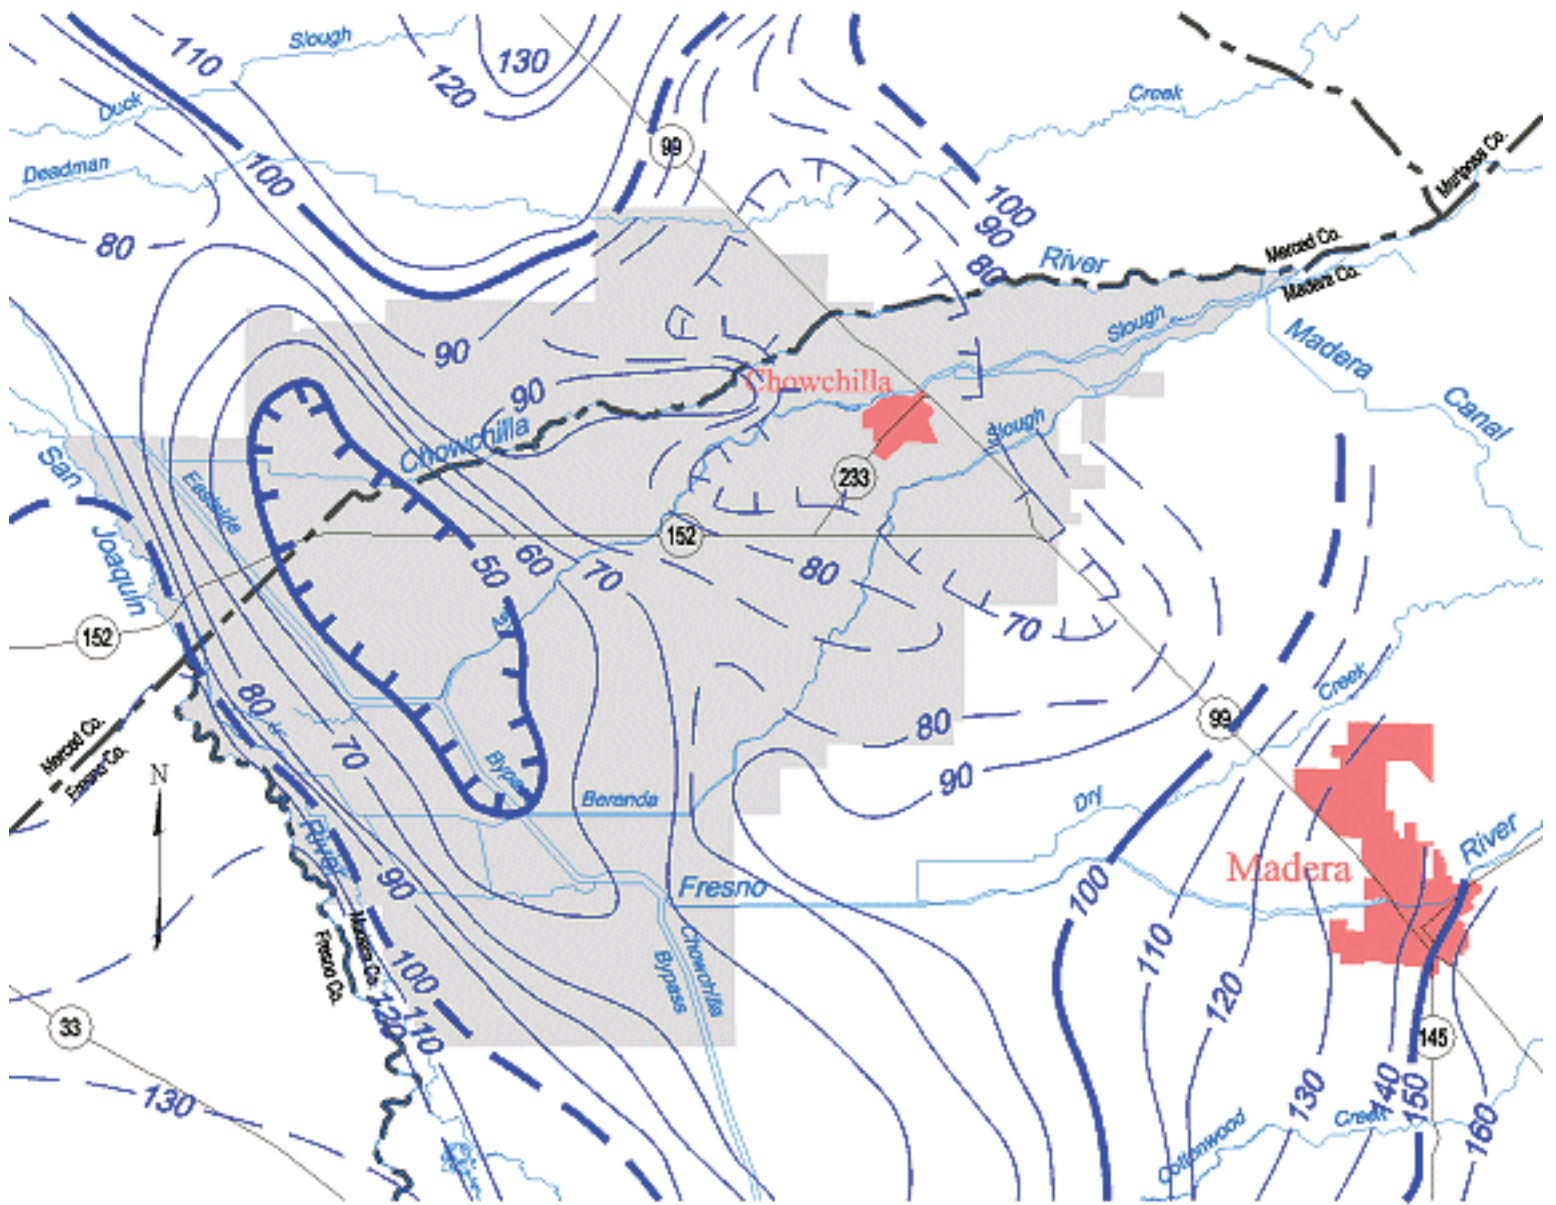 110
Slough
130
120
Duck
Creek
99
Deadman
100
Mariposa Co.
100
90
80
80
River
Merced Co.
Madera Co.
Slough
Madera
90
Chowchilla
90
Canal
Chowchilla
Slough
San
Eastside
233
152
50
60
70
80
Joaquin
152
70
80
Creek
99
80
Merced Co.
Fresno Co.
70
N
Bypass
90
Berenda
Dry
River
River
Madera
90
Fresno
100
Madera Co.
Fresno Co.
Chowchilla
Bypass
110
100
120
33
120
110
145
130
130
140
150
160
Creek
Cottonwood